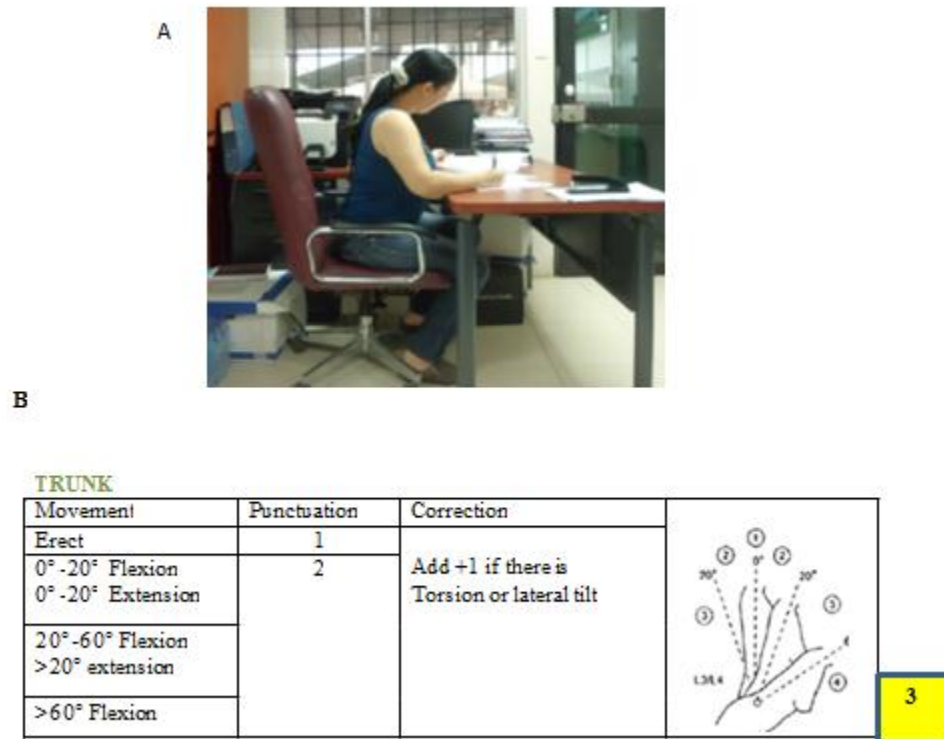 A
B
TRUNK
Movement Punctuation Correction
Erect 1
0°-20° Flexion 2 Add +1 if there is
0°-20° Extension Torsion or lateral tilt
20°-60° Flexion
>20° extension
>60° Flexion
1
2 0° 2
20° 20°
3 3
L3/L4 4
3